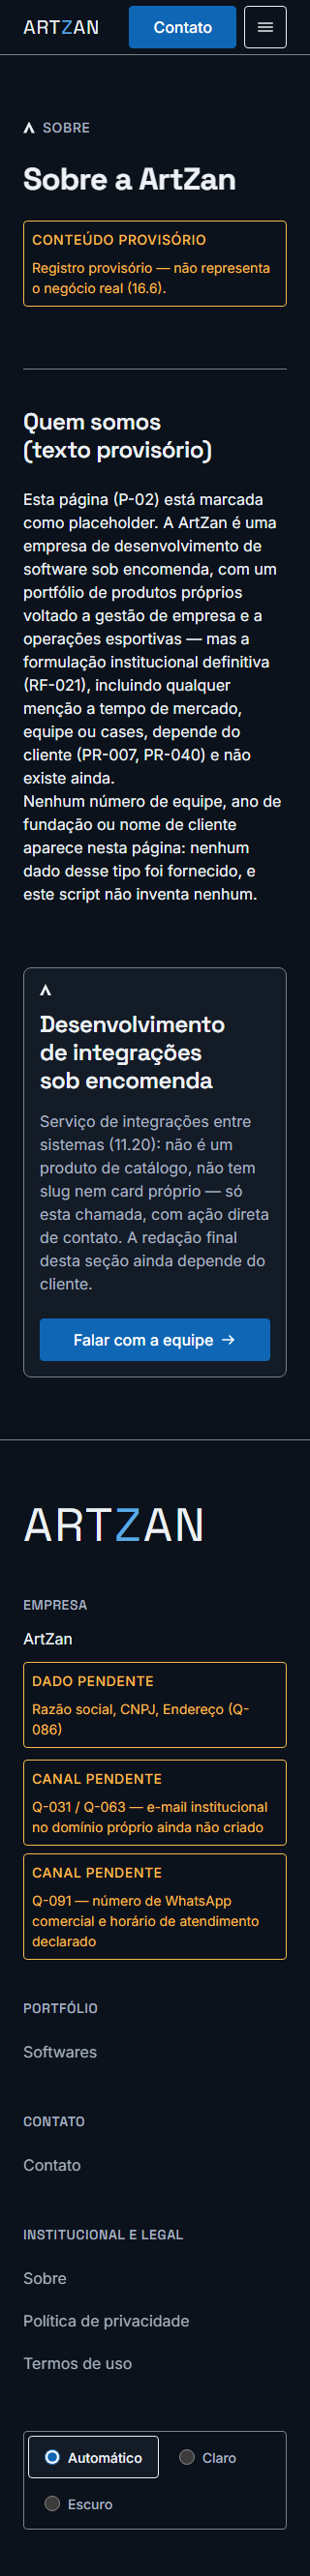 ARTZAN
Contato
SOBRE
Sobre a ArtZan
CONTEÚDO PROVISÓRIO
Registro provisório — não representa
o negócio real (16.6).
Quem somos
(texto provisório)
Esta página (P-02) está marcada
como placeholder. A ArtZan é uma
empresa de desenvolvimento de
software sob encomenda, com um
portfólio de produtos próprios
voltado a gestão de empresa e a
operações esportivas — mas a
formulação institucional definitiva
(RF-021), incluindo qualquer
menção a tempo de mercado,
equipe ou cases, depende do
cliente (PR-007, PR-040) e não
existe ainda.
Nenhum número de equipe, ano de
fundação ou nome de cliente
aparece nesta página: nenhum
dado desse tipo foi fornecido, e
este script não inventa nenhum.
Desenvolvimento
de integrações
sob encomenda
Serviço de integrações entre
sistemas (11.20): não é um
produto de catálogo, não tem
slug nem card próprio — só
esta chamada, com ação direta
de contato. A redação final
desta seção ainda depende do
cliente.
Falar com a equipe →
ARTZAN
EMPRESA
ArtZan
DADO PENDENTE
Razão social, CNPJ, Endereço (Q-
086)
CANAL PENDENTE
Q-031 / Q-063 — e-mail institucional
no domínio próprio ainda não criado
CANAL PENDENTE
Q-091 — número de WhatsApp
comercial e horário de atendimento
declarado
PORTFÓLIO
Softwares
CONTATO
Contato
INSTITUCIONAL E LEGAL
Sobre
Política de privacidade
Termos de uso
Automático
Claro
Escuro